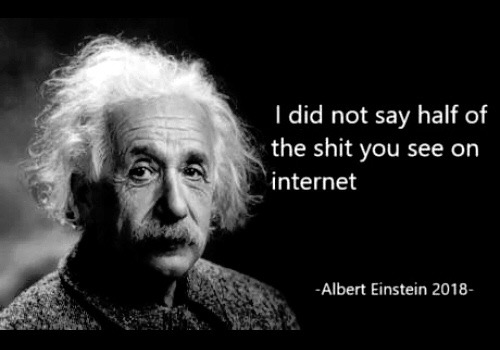 I did not say half of
the shit you see on
internet
-Albert Einstein 2018-